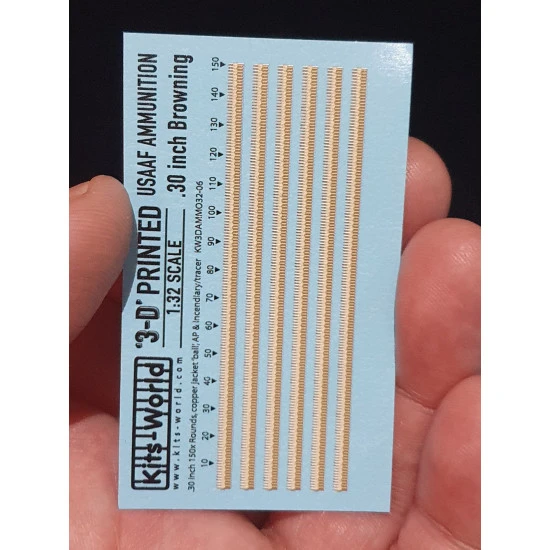 Kits-World
www.kits-world.com
'3-D' PRINTED
1:32 SCALE
USAAF AMMUNITION
.30 inch Browning
.30 Inch 150x Rounds, copper jacket 'ball', AP & Incendiary/tracer KW3DAMMO32-06
10 20 30 40 50 60 70 80 90 100 110 120 130 140 150